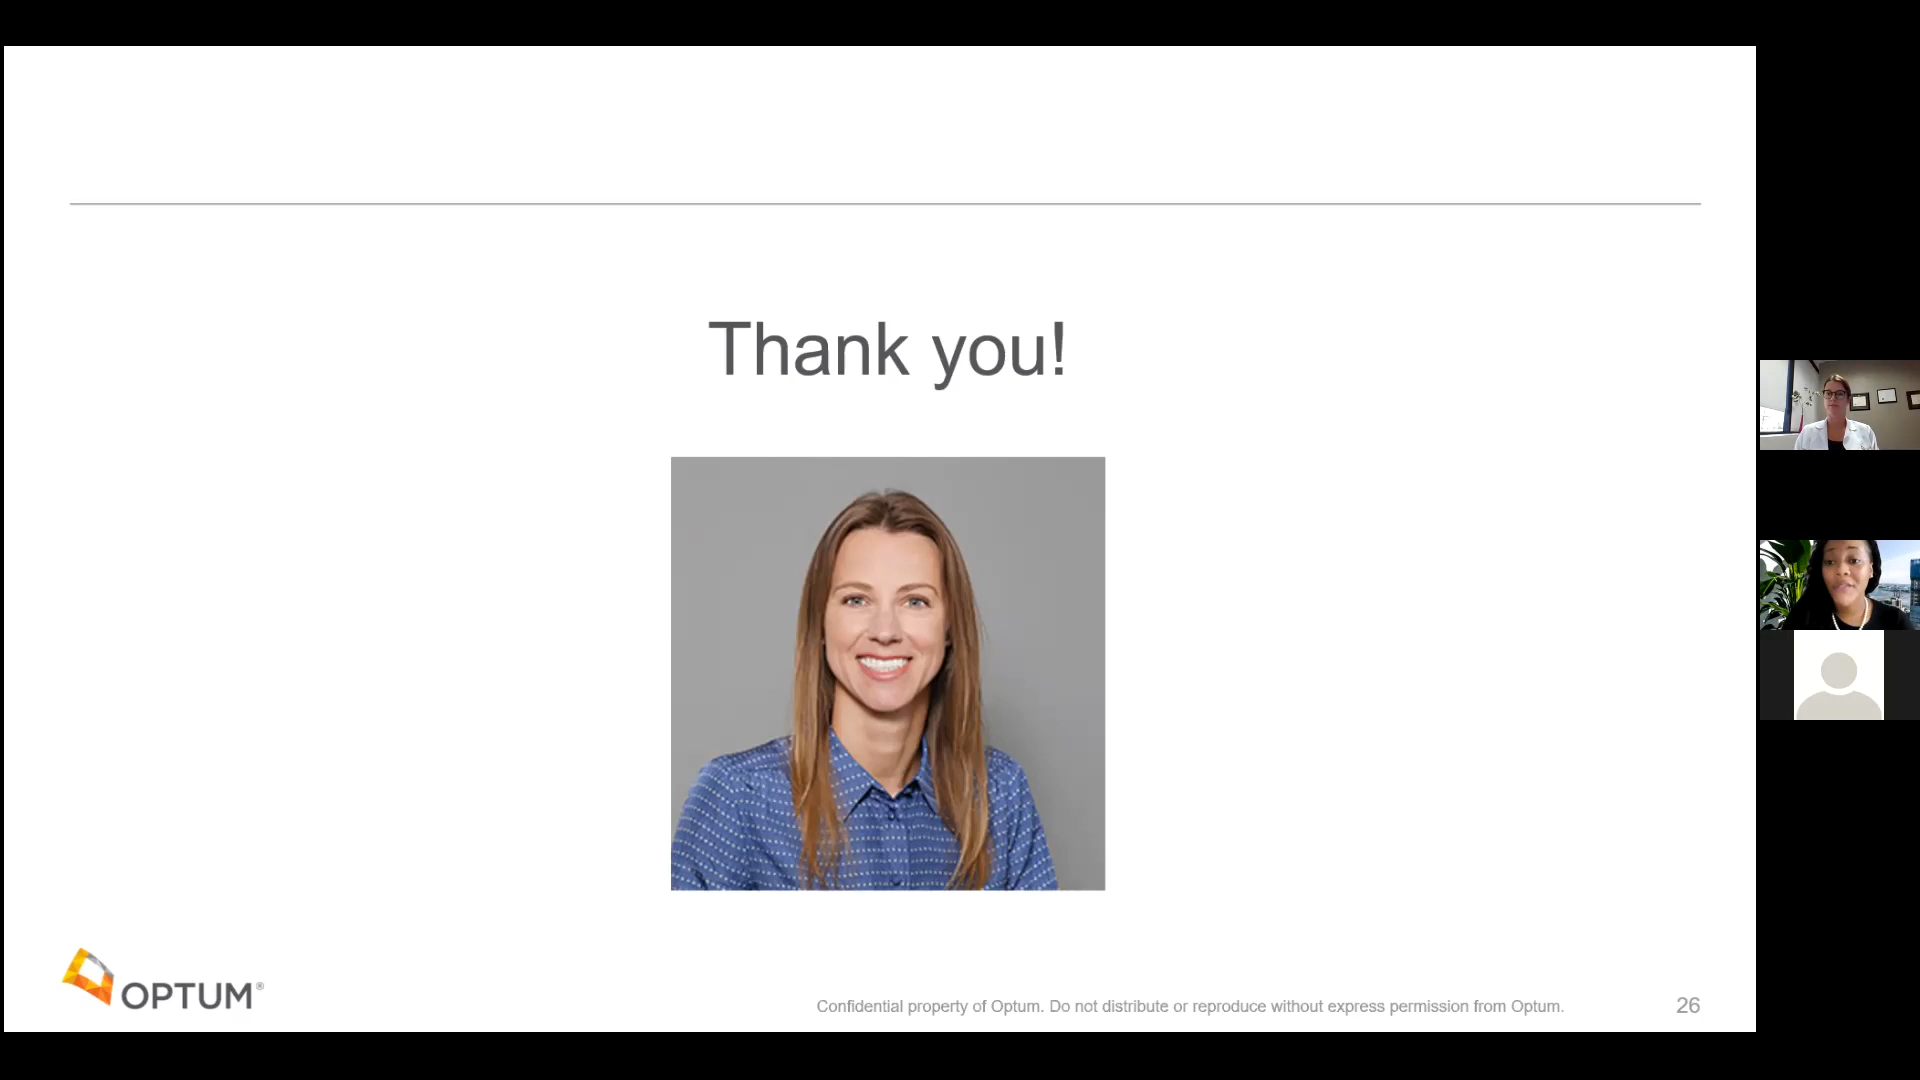 Thank you!
OPTUM®
Confidential property of Optum. Do not distribute or reproduce without express permission from Optum.
26